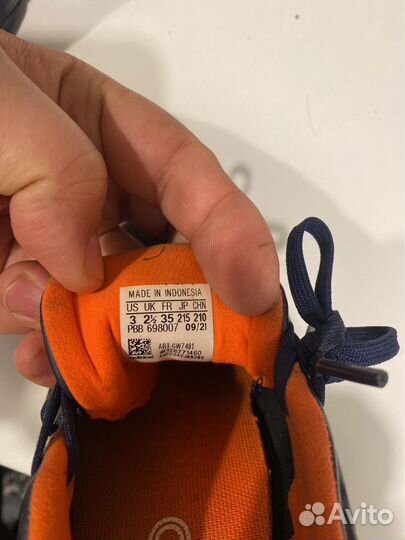 MADE IN INDONESIA
US UK FR JP CHN
3 2½ 35 215 210
PBB 698007 09/21
ART GW7401
Avito